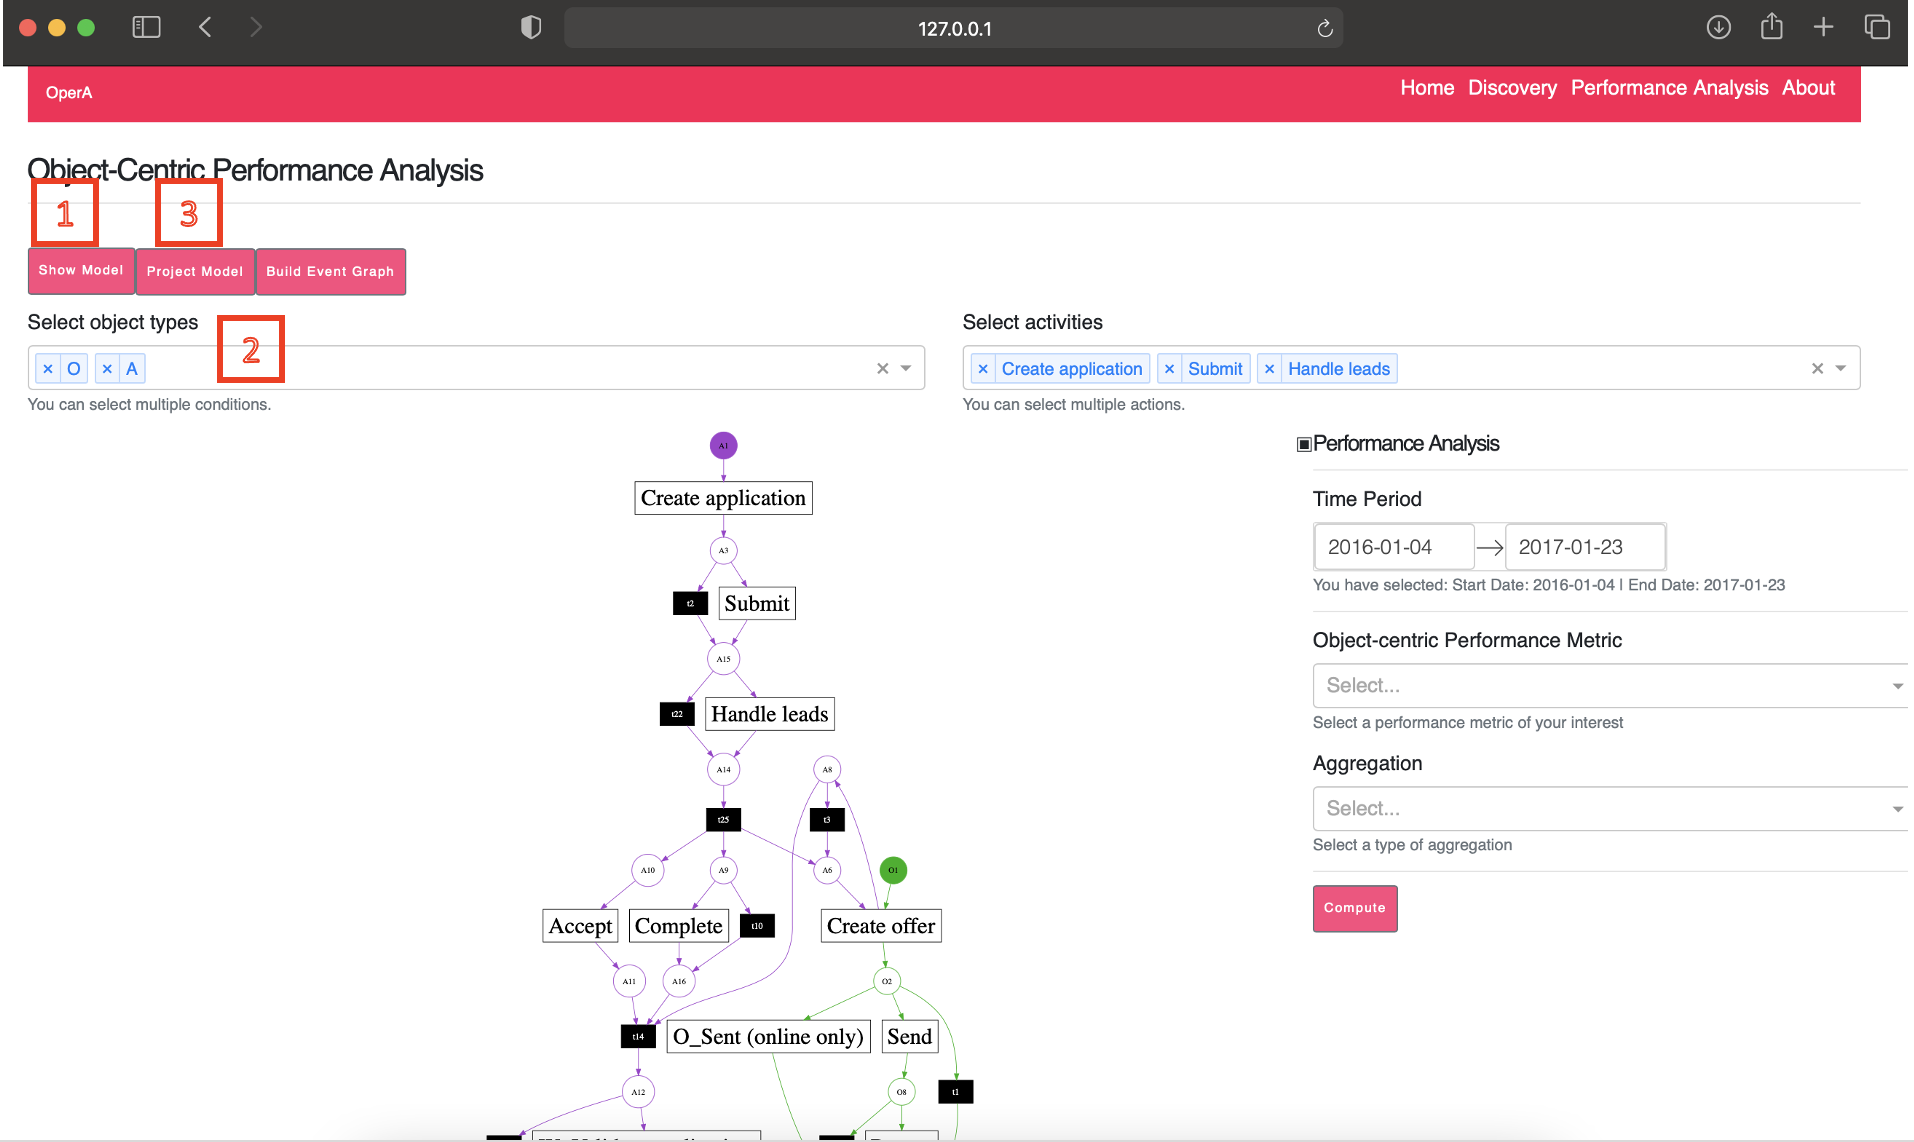 127.0.0.1
OperA
Home Discovery Performance Analysis About
Object-Centric Performance Analysis
1
3
Show Model
Project Model
Build Event Graph
Select object types
2
Select activities
× O × A
× Create application × Submit × Handle leads
You can select multiple conditions.
You can select multiple actions.
A1
Performance Analysis
Create application
Time Period
A3
2016-01-04
2017-01-23
You have selected: Start Date: 2016-01-04 | End Date: 2017-01-23
t2
Submit
Object-centric Performance Metric
A15
Select...
t22
Handle leads
Select a performance metric of your interest
A14
A8
Aggregation
t25
t3
Select...
Select a type of aggregation
A10
A9
A6
O1
Compute
Accept
Complete
t10
Create offer
A11
A16
O2
t14
O_Sent (online only)
Send
A12
O8
t1